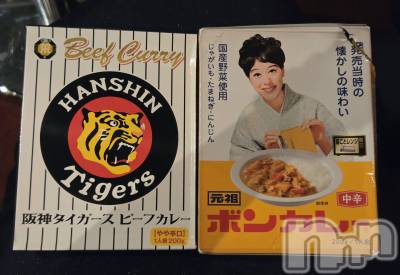 Beef Curry
HANSHIN
Tigers
阪神タイガース ビーフカレー
やや辛口
1人前200g
発売当時の
懐かしの味わい
国産野菜使用
じゃがいも・たまねぎ・にんじん
元祖
中辛
ボンカレー